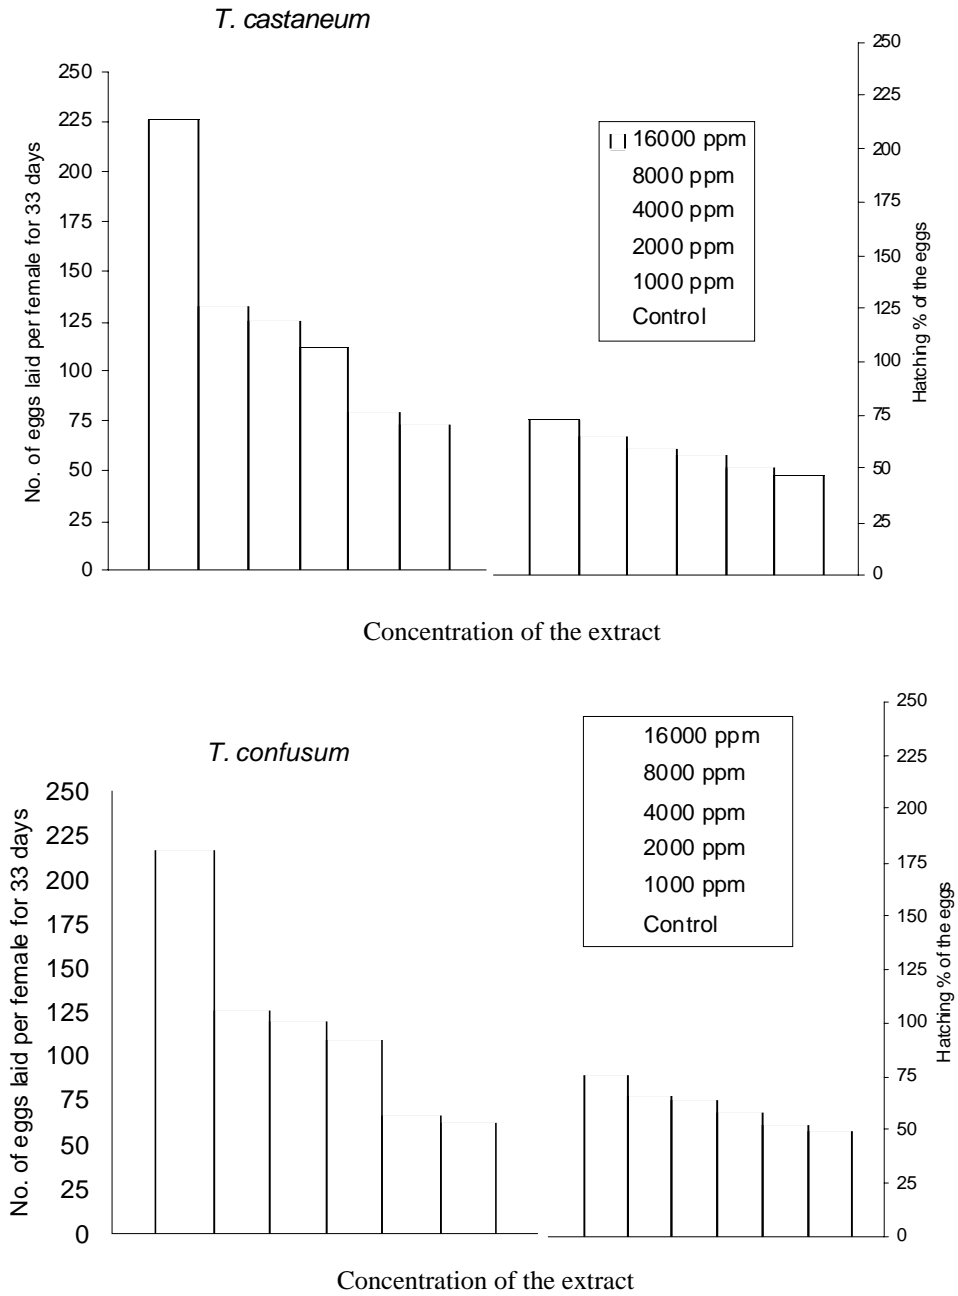 T. castaneum
No. of eggs laid per female for 33 days
250
225
200
175
150
125
100
75
50
25
0
16000 ppm
8000 ppm
4000 ppm
2000 ppm
1000 ppm
Control
250
225
200
175
150
125
100
75
50
25
0
Hatching % of the eggs
Concentration of the extract
T. confusum
No. of eggs laid per female for 33 days
250
225
200
175
150
125
100
75
50
25
0
16000 ppm
8000 ppm
4000 ppm
2000 ppm
1000 ppm
Control
250
225
200
175
150
125
100
75
50
25
0
Hatching % of the eggs
Concentration of the extract